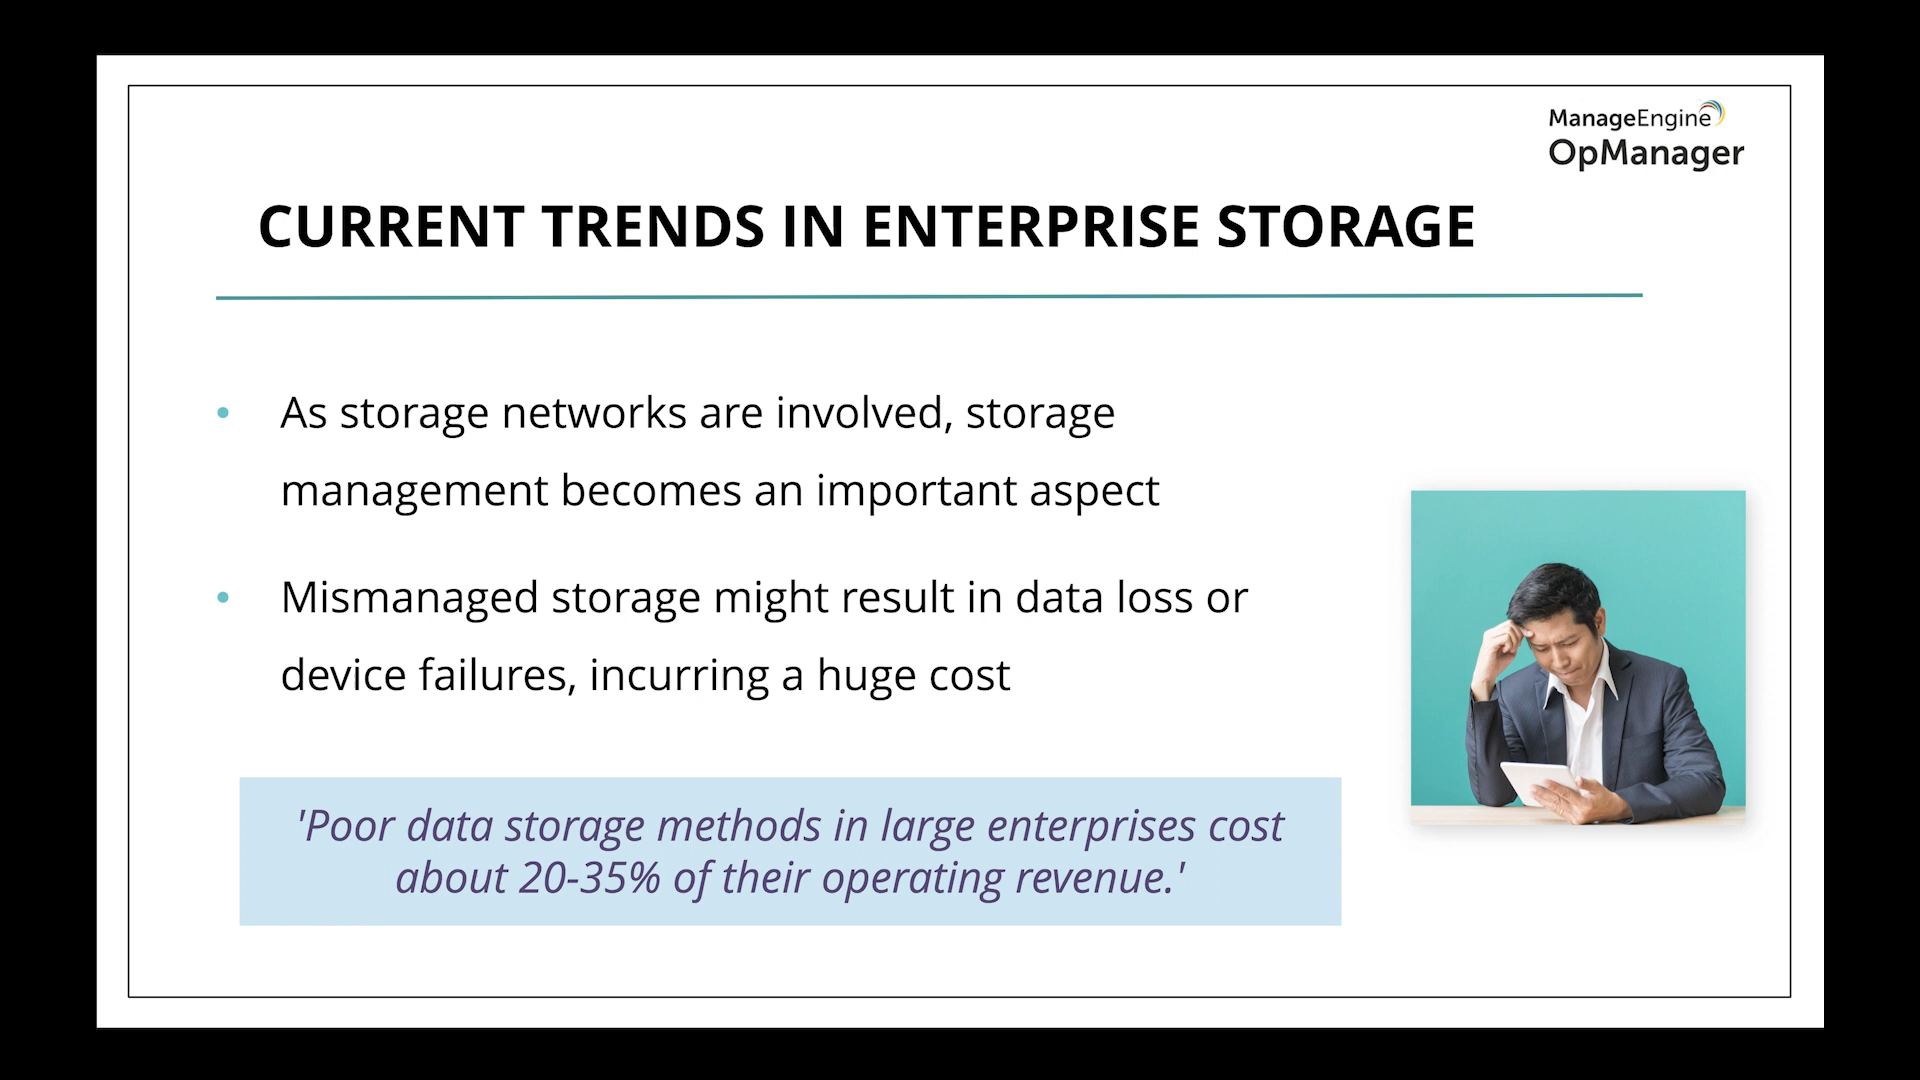 ManageEngine
OpManager
CURRENT TRENDS IN ENTERPRISE STORAGE
• As storage networks are involved, storage
management becomes an important aspect
• Mismanaged storage might result in data loss or
device failures, incurring a huge cost
'Poor data storage methods in large enterprises cost
about 20-35% of their operating revenue.'